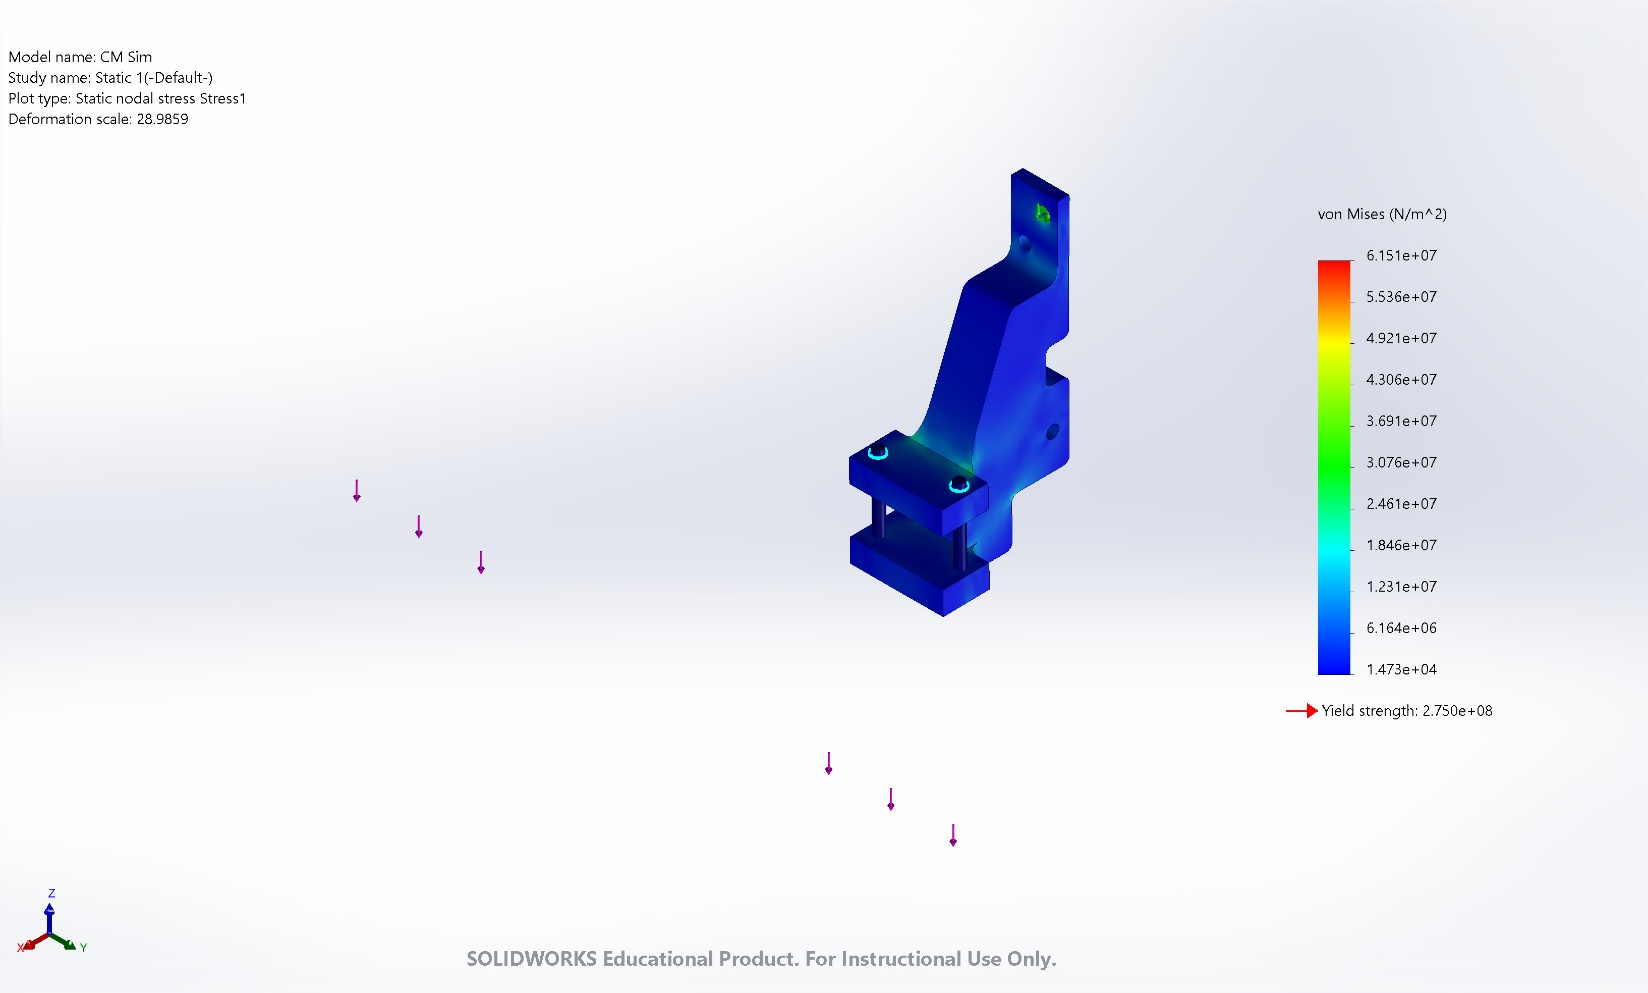 Model name: CM Sim
Study name: Static 1(-Default-)
Plot type: Static nodal stress Stress1
Deformation scale: 28.9859
von Mises (N/m^2)
6.151e+07
5.536e+07
4.921e+07
4.306e+07
3.691e+07
3.076e+07
2.461e+07
1.846e+07
1.231e+07
6.164e+06
1.473e+04
Yield strength: 2.750e+08
Z
X
Y
SOLIDWORKS Educational Product. For Instructional Use Only.